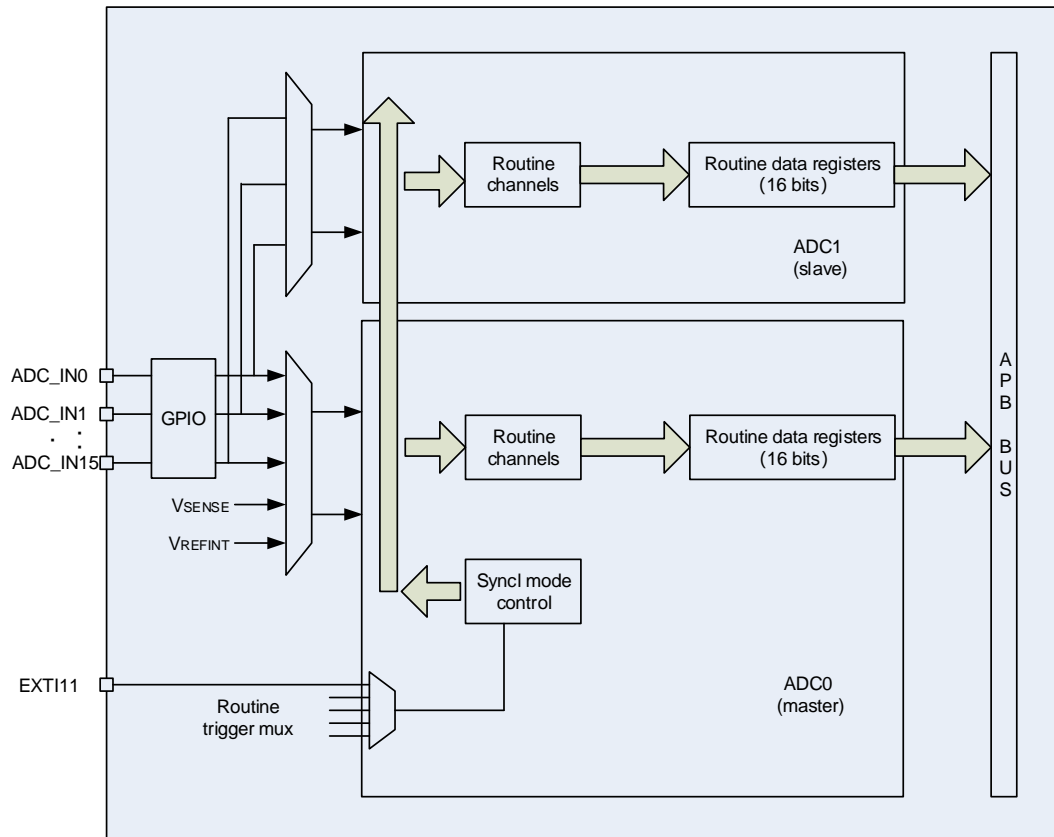 Routine
channels
Routine data registers
(16 bits)
ADC1
(slave)
ADC_IN0
ADC_IN1
ADC_IN15
GPIO
VSENSE
VREFINT
Routine
channels
Routine data registers
(16 bits)
SyncI mode
control
EXTI11
Routine
trigger mux
ADC0
(master)
A
P
B
B
U
S